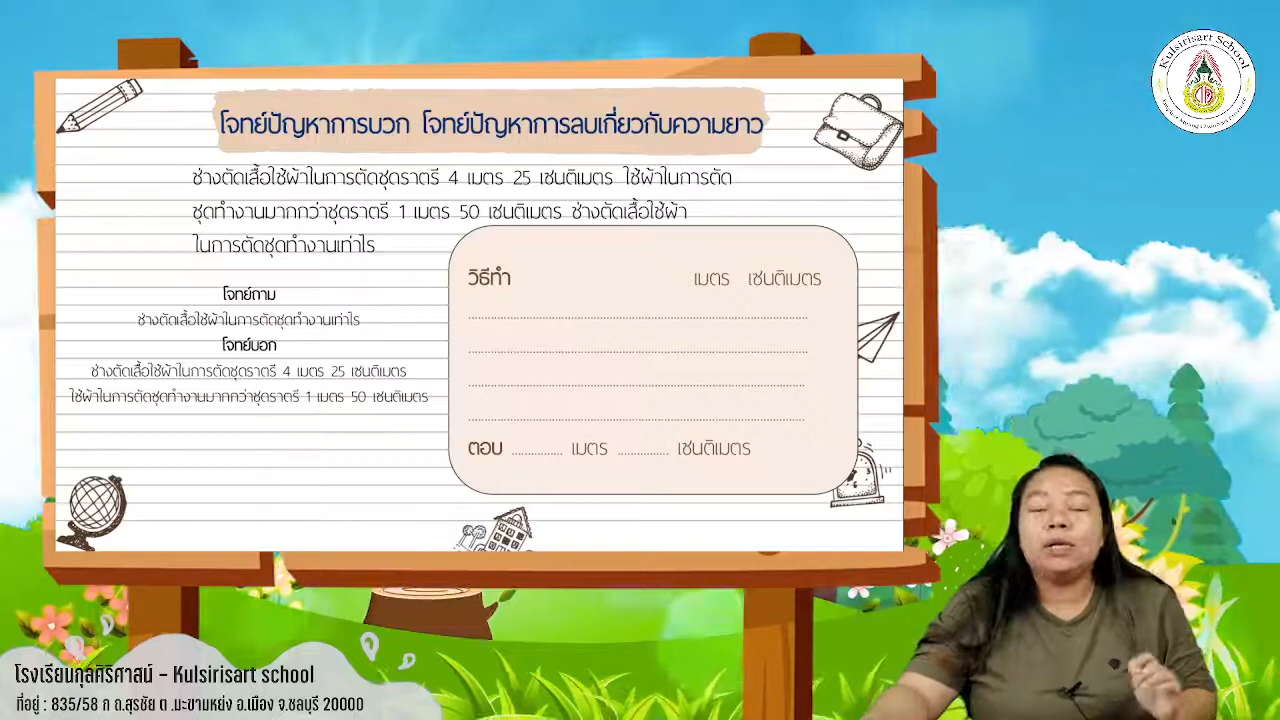 โจทย์ปัญหาการบวก โจทย์ปัญหาการลบเกี่ยวกับความยาว
ช่างตัดเสื้อใช้ผ้าในการตัดชุดราตรี 4 เมตร 25 เซนติเมตร ใช้ผ้าในการตัด
ชุดทำงานมากกว่าชุดราตรี 1 เมตร 50 เซนติเมตร ช่างตัดเสื้อใช้ผ้า
ในการตัดชุดทำงานเท่าไร
โจทย์ถาม
ช่างตัดเสื้อใช้ผ้าในการตัดชุดทำงานเท่าไร
โจทย์บอก
ช่างตัดเสื้อใช้ผ้าในการตัดชุดราตรี 4 เมตร 25 เซนติเมตร
ใช้ผ้าในการตัดชุดทำงานมากกว่าชุดราตรี 1 เมตร 50 เซนติเมตร
วิธีทำ เมตร เซนติเมตร
ตอบ ............... เมตร ............... เซนติเมตร
Kulsirisart School
โรงเรียนกุลศิริศาสน์ - Kulsirisart school
ที่อยู่ : 835/58 ก ถ.สุรชัย ต.มะขามหย่ง อ.เมือง จ.ชลบุรี 20000